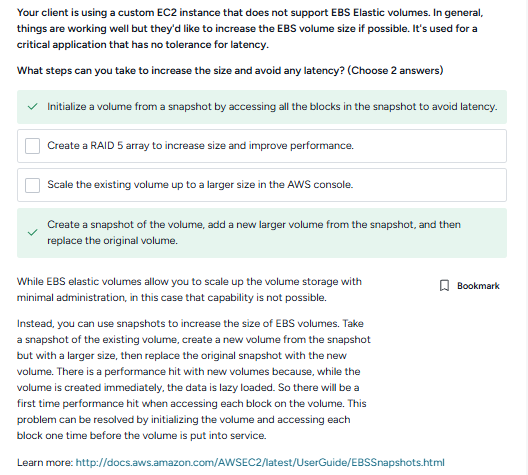 Your client is using a custom EC2 instance that does not support EBS Elastic volumes. In general,
things are working well but they'd like to increase the EBS volume size if possible. It's used for a
critical application that has no tolerance for latency.
What steps can you take to increase the size and avoid any latency? (Choose 2 answers)
Initialize a volume from a snapshot by accessing all the blocks in the snapshot to avoid latency.
Create a RAID 5 array to increase size and improve performance.
Scale the existing volume up to a larger size in the AWS console.
Create a snapshot of the volume, add a new larger volume from the snapshot, and then
replace the original volume.
While EBS elastic volumes allow you to scale up the volume storage with
minimal administration, in this case that capability is not possible.
Bookmark
Instead, you can use snapshots to increase the size of EBS volumes. Take
a snapshot of the existing volume, create a new volume from the snapshot
but with a larger size, then replace the original snapshot with the new
volume. There is a performance hit with new volumes because, while the
volume is created immediately, the data is lazy loaded. So there will be a
first time performance hit when accessing each block on the volume. This
problem can be resolved by initializing the volume and accessing each
block one time before the volume is put into service.
Learn more: http://docs.aws.amazon.com/AWSEC2/latest/UserGuide/EBSSnapshots.html